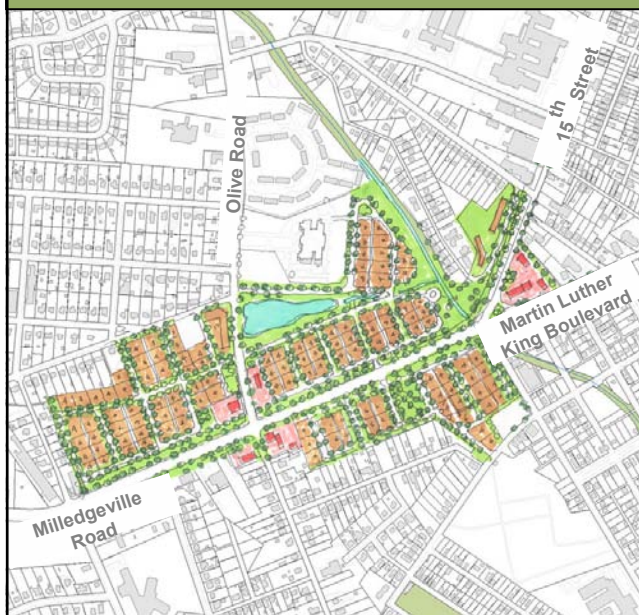 15th Street
Olive Road
Martin Luther
King Boulevard
Milledgeville
Road